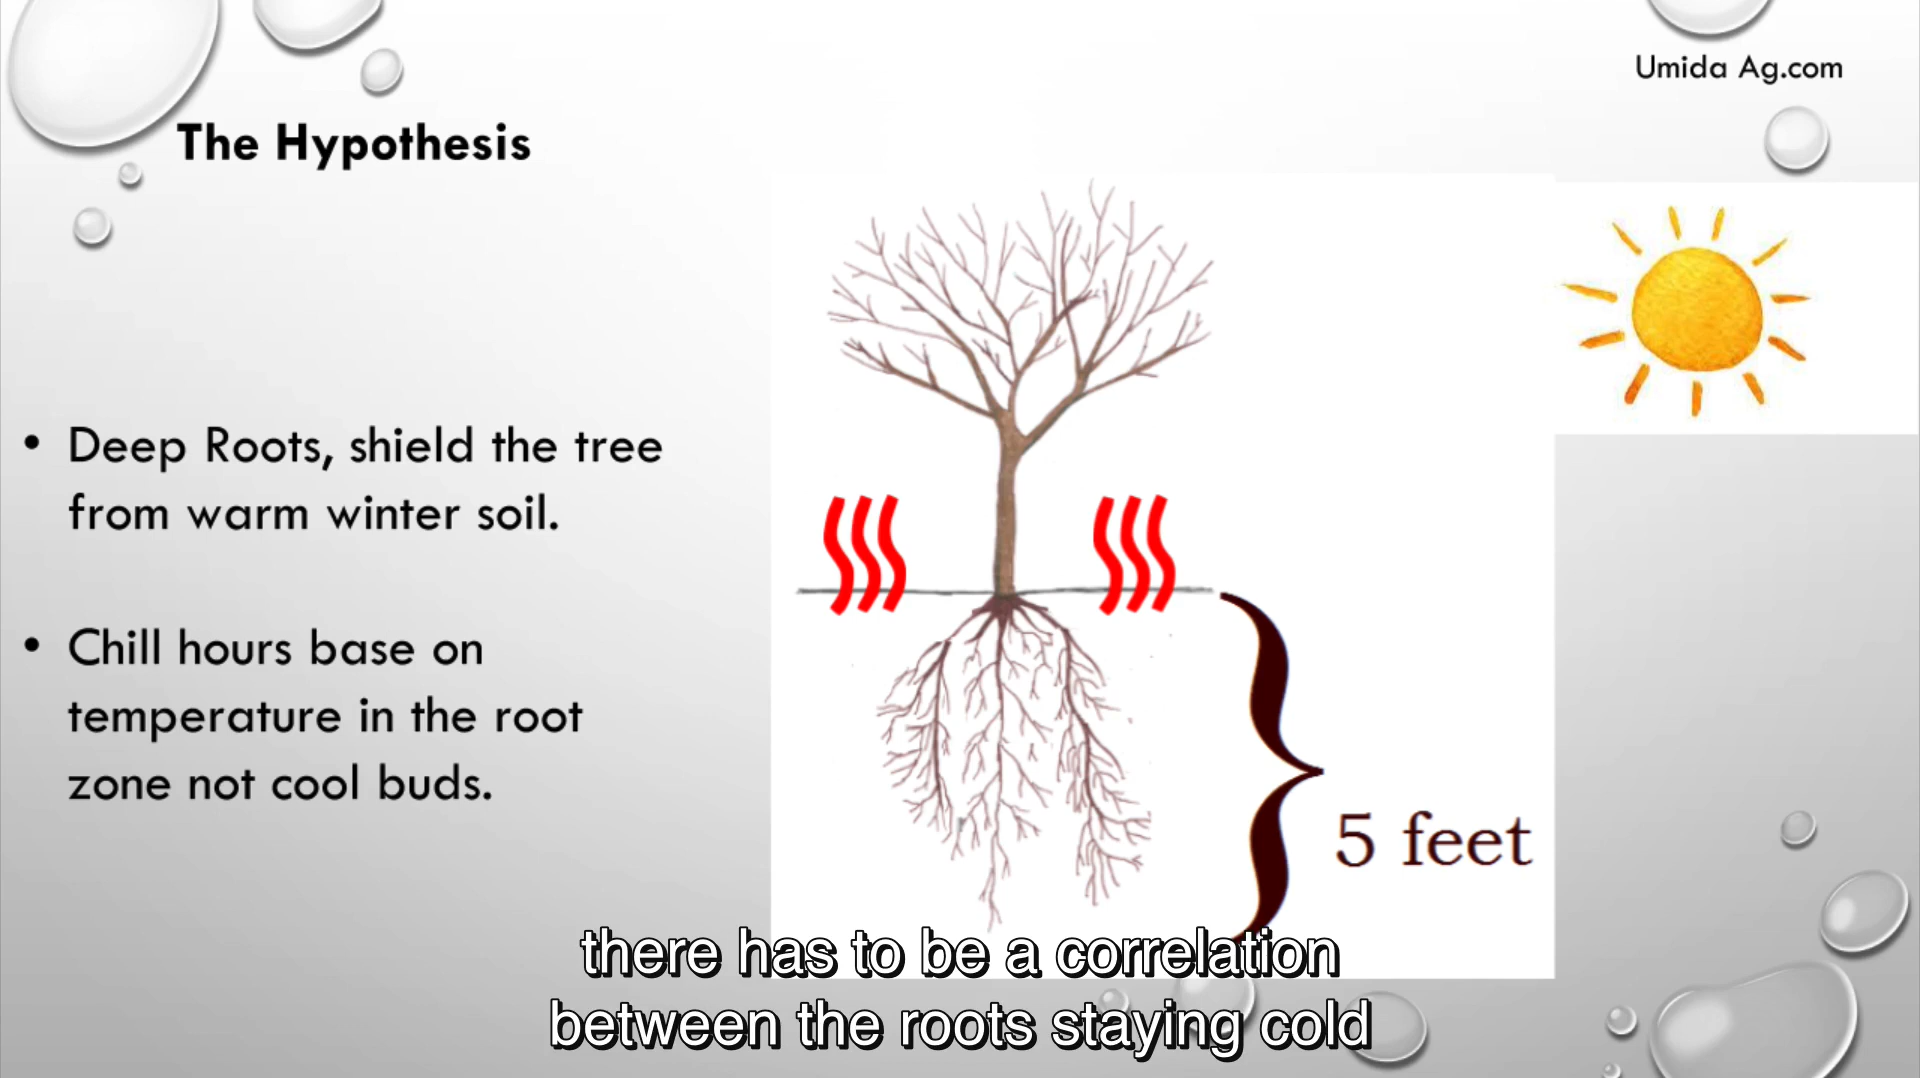 Umida Ag.com
The Hypothesis
• Deep Roots, shield the tree
from warm winter soil.
• Chill hours base on
temperature in the root
zone not cool buds.
5 feet
there has to be a correlation
between the roots staying cold